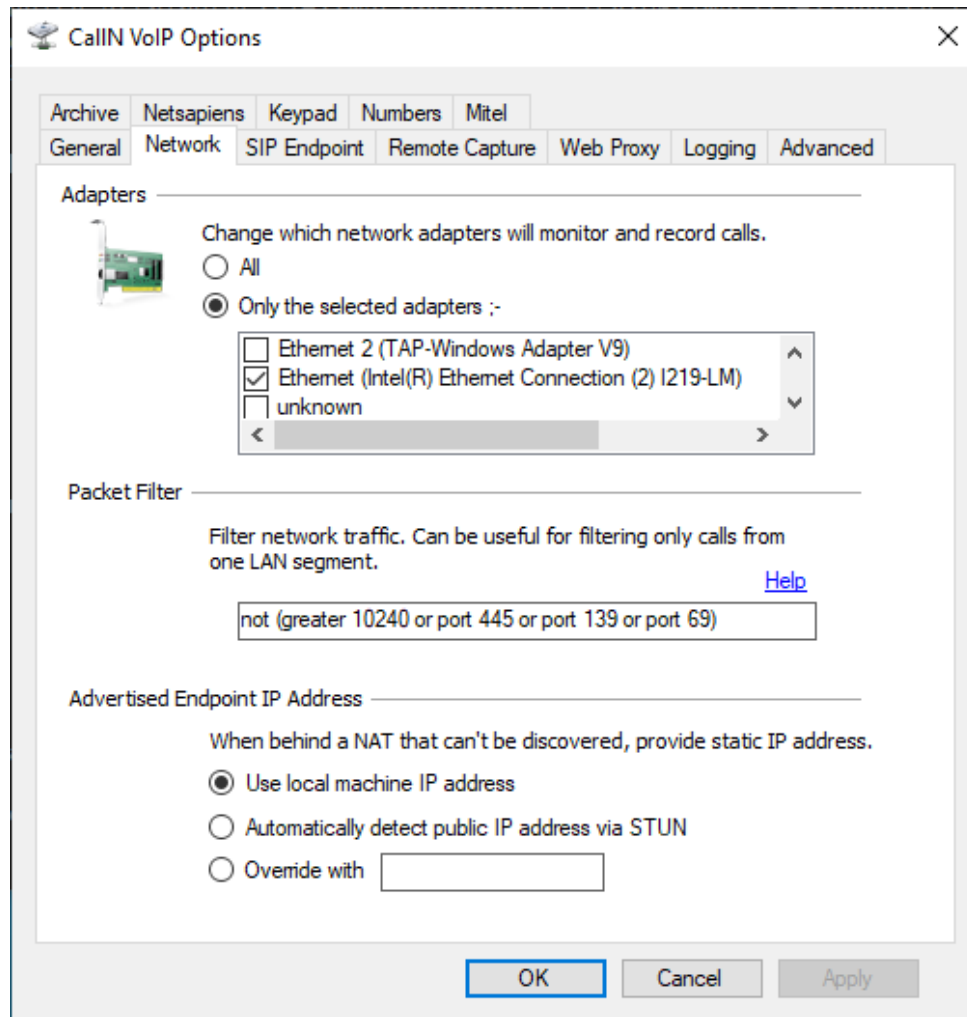 CallN VoIP Options
Archive Netsapiens Keypad Numbers Mitel
General Network SIP Endpoint Remote Capture Web Proxy Logging Advanced
Adapters
Change which network adapters will monitor and record calls.
All
Only the selected adapters ;-
Ethernet 2 (TAP-Windows Adapter V9)
Ethernet (Intel(R) Ethernet Connection (2) I219-LM)
unknown
Packet Filter
Filter network traffic. Can be useful for filtering only calls from
one LAN segment.
Help
not (greater 10240 or port 445 or port 139 or port 69)
Advertised Endpoint IP Address
When behind a NAT that can't be discovered, provide static IP address.
Use local machine IP address
Automatically detect public IP address via STUN
Override with
OK Cancel Apply